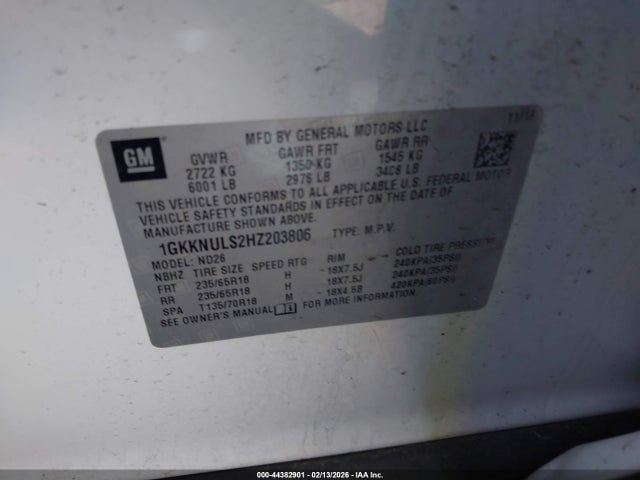 GM
MFD BY GENERAL MOTORS LLC
GVWR GAWR FRT GAWR RR
2722 KG 1350 KG 1545 KG
6001 LB 2976 LB 3406 LB
THIS VEHICLE CONFORMS TO ALL APPLICABLE U.S. FEDERAL MOTOR
VEHICLE SAFETY STANDARDS IN EFFECT ON THE DATE OF
MANUFACTURE SHOWN ABOVE.
1GKKNULS2HZ203806 TYPE: M.P.V.
MODEL: ND26
NBHZ TIRE SIZE SPEED RTG RIM COLD TIRE PRESSURE
FRT 235/65R18 H -18X7.5J 240KPA(35PSI)
RR 235/65R18 H -18X7.5J 240KPA(35PSI)
SPA T135/70R18 M -18X4.5B 420KPA(60PSI)
SEE OWNER'S MANUAL
000-44382901 - 02/13/2026 - IAA Inc.